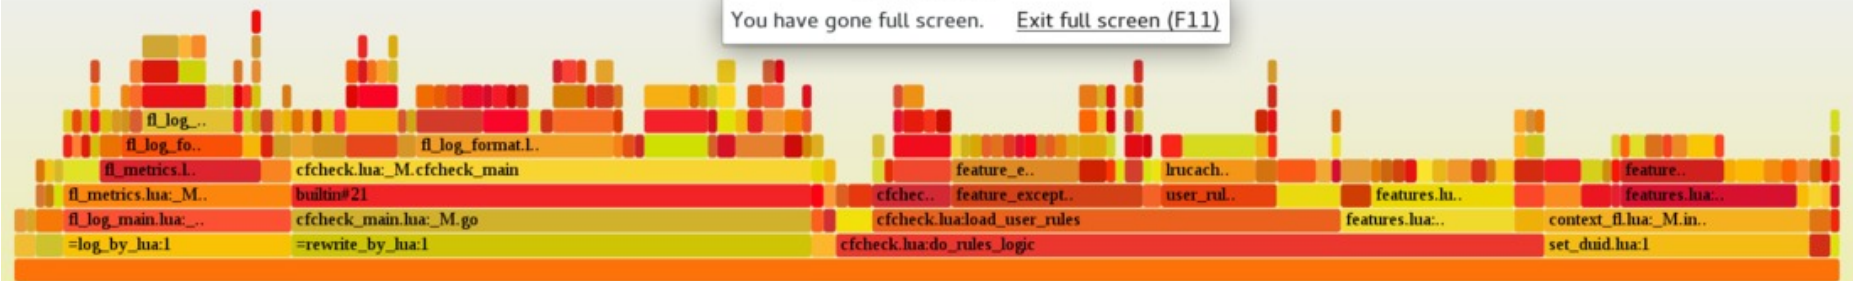 You have gone full screen. Exit full screen (F11)
fl_log_..
fl_log_fo.. fl_log_format.l..
fl_metrics.l.. cfcheck.lua:_M.cfcheck_main feature_e.. lrucach.. feature..
fl_metrics.lua:_M.. builtin#21 cfchec.. feature_except.. user_rul.. features.lu.. features.lua:..
fl_log_main.lua:_.. cfcheck_main.lua:_M.go cfcheck.lua:load_user_rules features.lua:.. context_fl.lua:_M.in..
=log_by_lua:1 =rewrite_by_lua:1 cfcheck.lua:do_rules_logic set_duid.lua:1